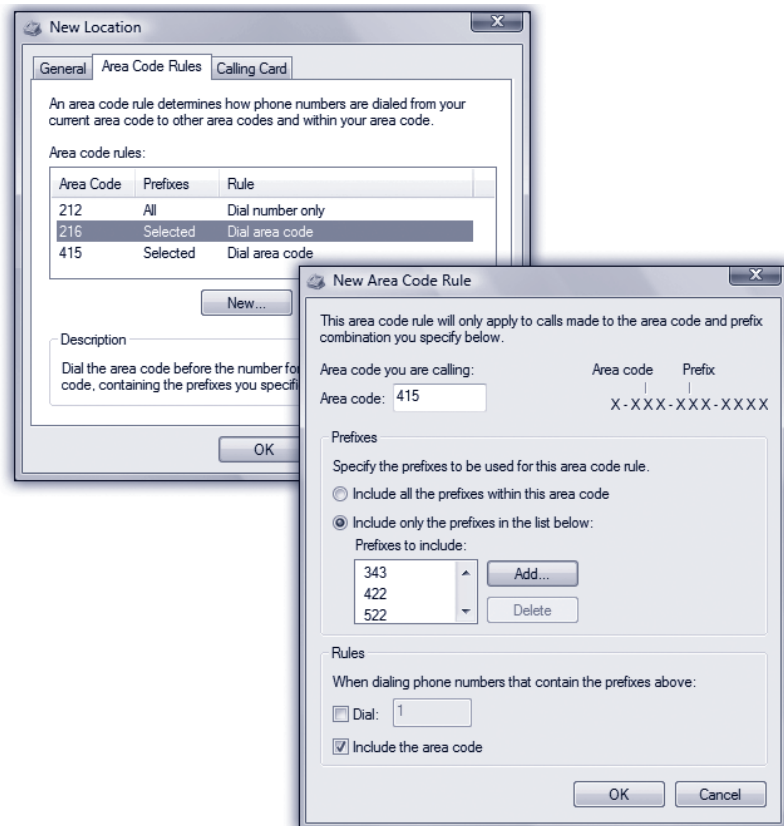 New Location
General Area Code Rules Calling Card
An area code rule determines how phone numbers are dialed from your
current area code to other area codes and within your area code.
Area code rules:
Area Code Prefixes Rule
212 All Dial number only
216 Selected Dial area code
415 Selected Dial area code
New...
Description
Dial the area code before the number for
code, containing the prefixes you specifi
OK
New Area Code Rule
This area code rule will only apply to calls made to the area code and prefix
combination you specify below.
Area code you are calling:
Area code: 415
Area code Prefix
X-XXX-XXX-XXXX
Prefixes
Specify the prefixes to be used for this area code rule.
Include all the prefixes within this area code
Include only the prefixes in the list below:
Prefixes to include:
343
422
522
Add...
Delete
Rules
When dialing phone numbers that contain the prefixes above:
Dial: 1
Include the area code
OK Cancel